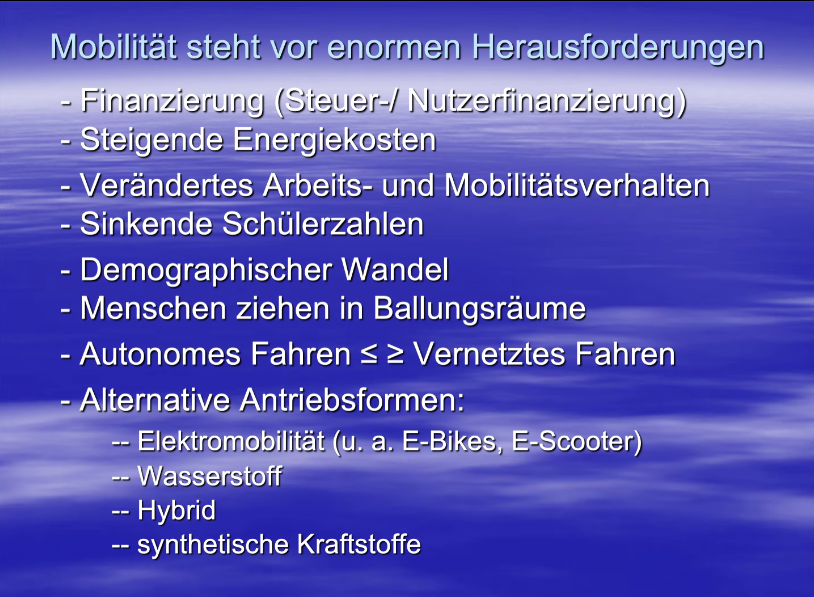 Mobilität steht vor enormen Herausforderungen
- Finanzierung (Steuer-/ Nutzerfinanzierung)
- Steigende Energiekosten
- Verändertes Arbeits- und Mobilitätsverhalten
- Sinkende Schülerzahlen
- Demographischer Wandel
- Menschen ziehen in Ballungsräume
- Autonomes Fahren ≤ ≥ Vernetztes Fahren
- Alternative Antriebsformen:
-- Elektromobilität (u. a. E-Bikes, E-Scooter)
-- Wasserstoff
-- Hybrid
-- synthetische Kraftstoffe